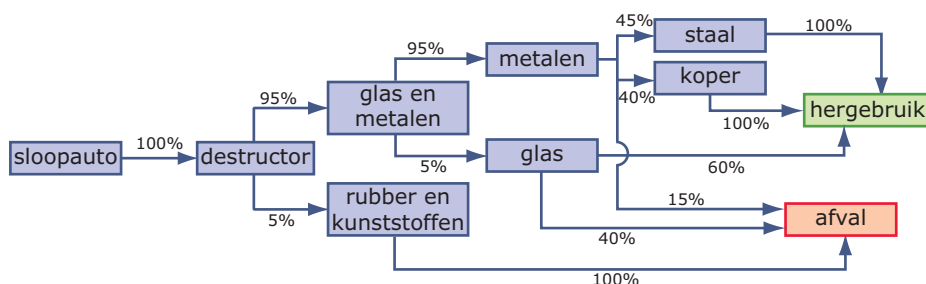 45%
staal
100%
95%
metalen
koper
40%
95%
glas en
metalen
100%
hergebruik
sloopauto
100%
destructor
5%
glas
60%
5%
rubber en
kunststoffen
15%
afval
40%
100%